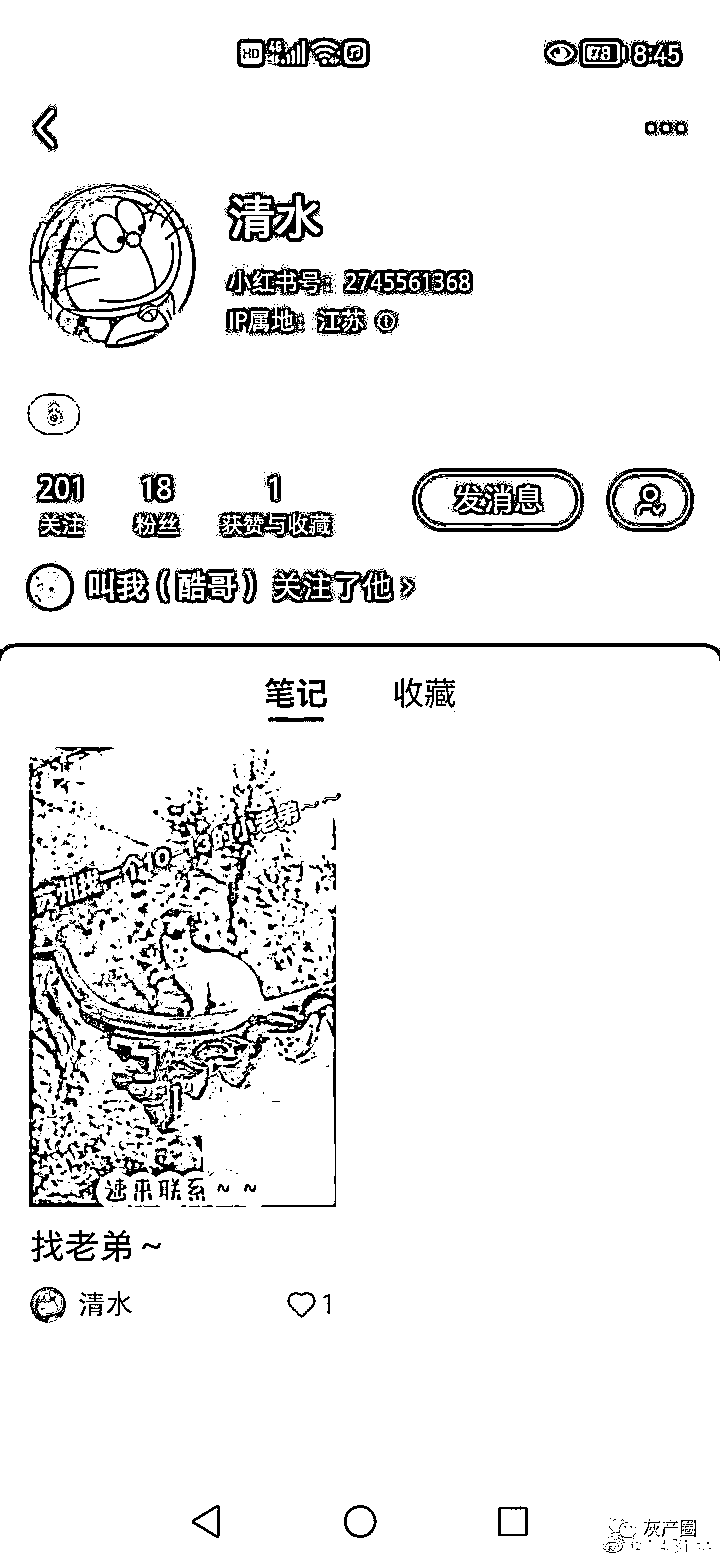 HD 4G 78 8:45
清水
小红书号：2745561368
IP属地：江苏
201 18 1
关注 粉丝 获赞与收藏 发消息
叫我（酷哥）关注了他 >
笔记 收藏
苏州找一个10-13的小老弟~~
速来联系~~
找老弟~
清水 1
灰产圈